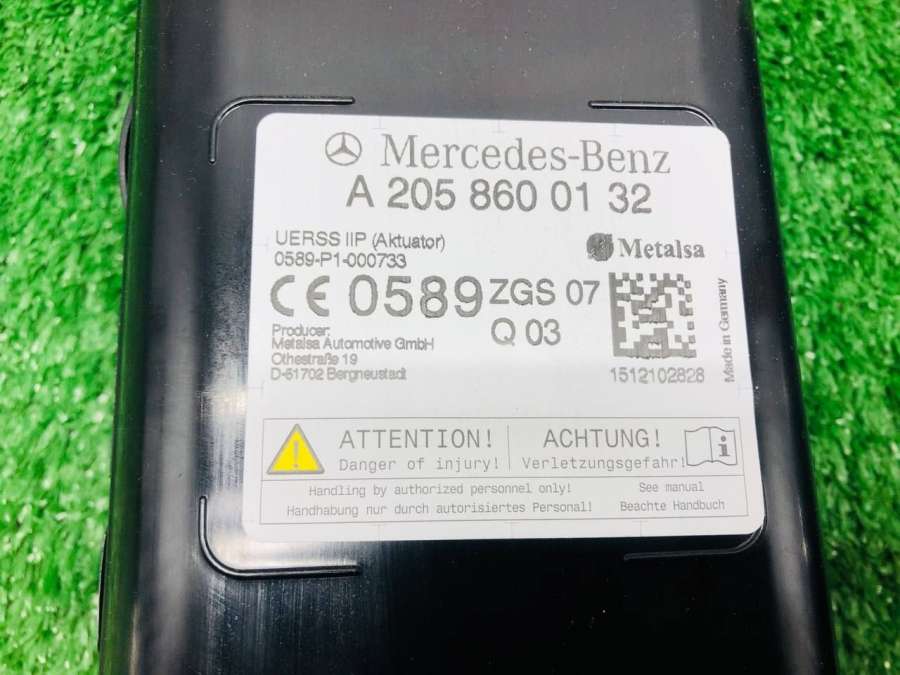 Mercedes-Benz
A 205 860 01 32
UERSS IIP (Aktuator)
0589-P1-000733
Metalsa
CE 0589 ZGS 07
Q 03
Producer:
Metalsa Automotive GmbH
Othestraße 19
D-51702 Bergneustadt
1512102828
Made in Germany
ATTENTION!
Danger of injury!
ACHTUNG!
Verletzungsgefahr!
Handling by authorized personnel only!
See manual
Handhabung nur durch autorisiertes Personal!
Beachte Handbuch